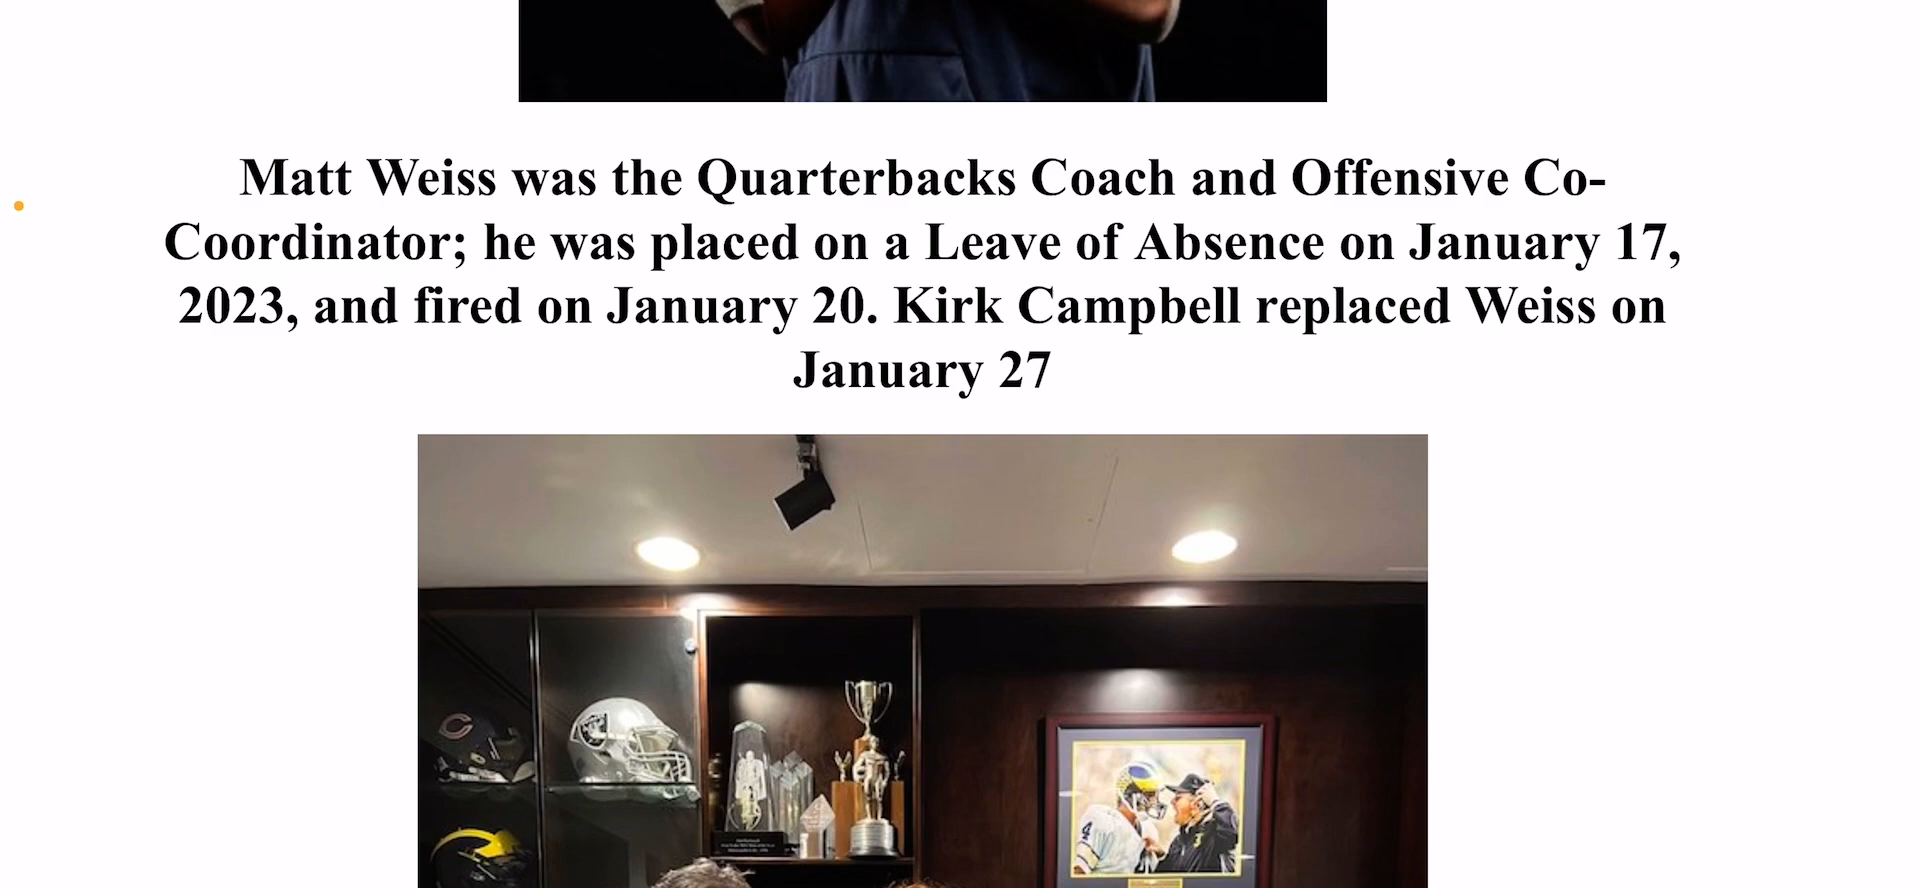 Matt Weiss was the Quarterbacks Coach and Offensive Co-
Coordinator; he was placed on a Leave of Absence on January 17,
2023, and fired on January 20. Kirk Campbell replaced Weiss on
January 27